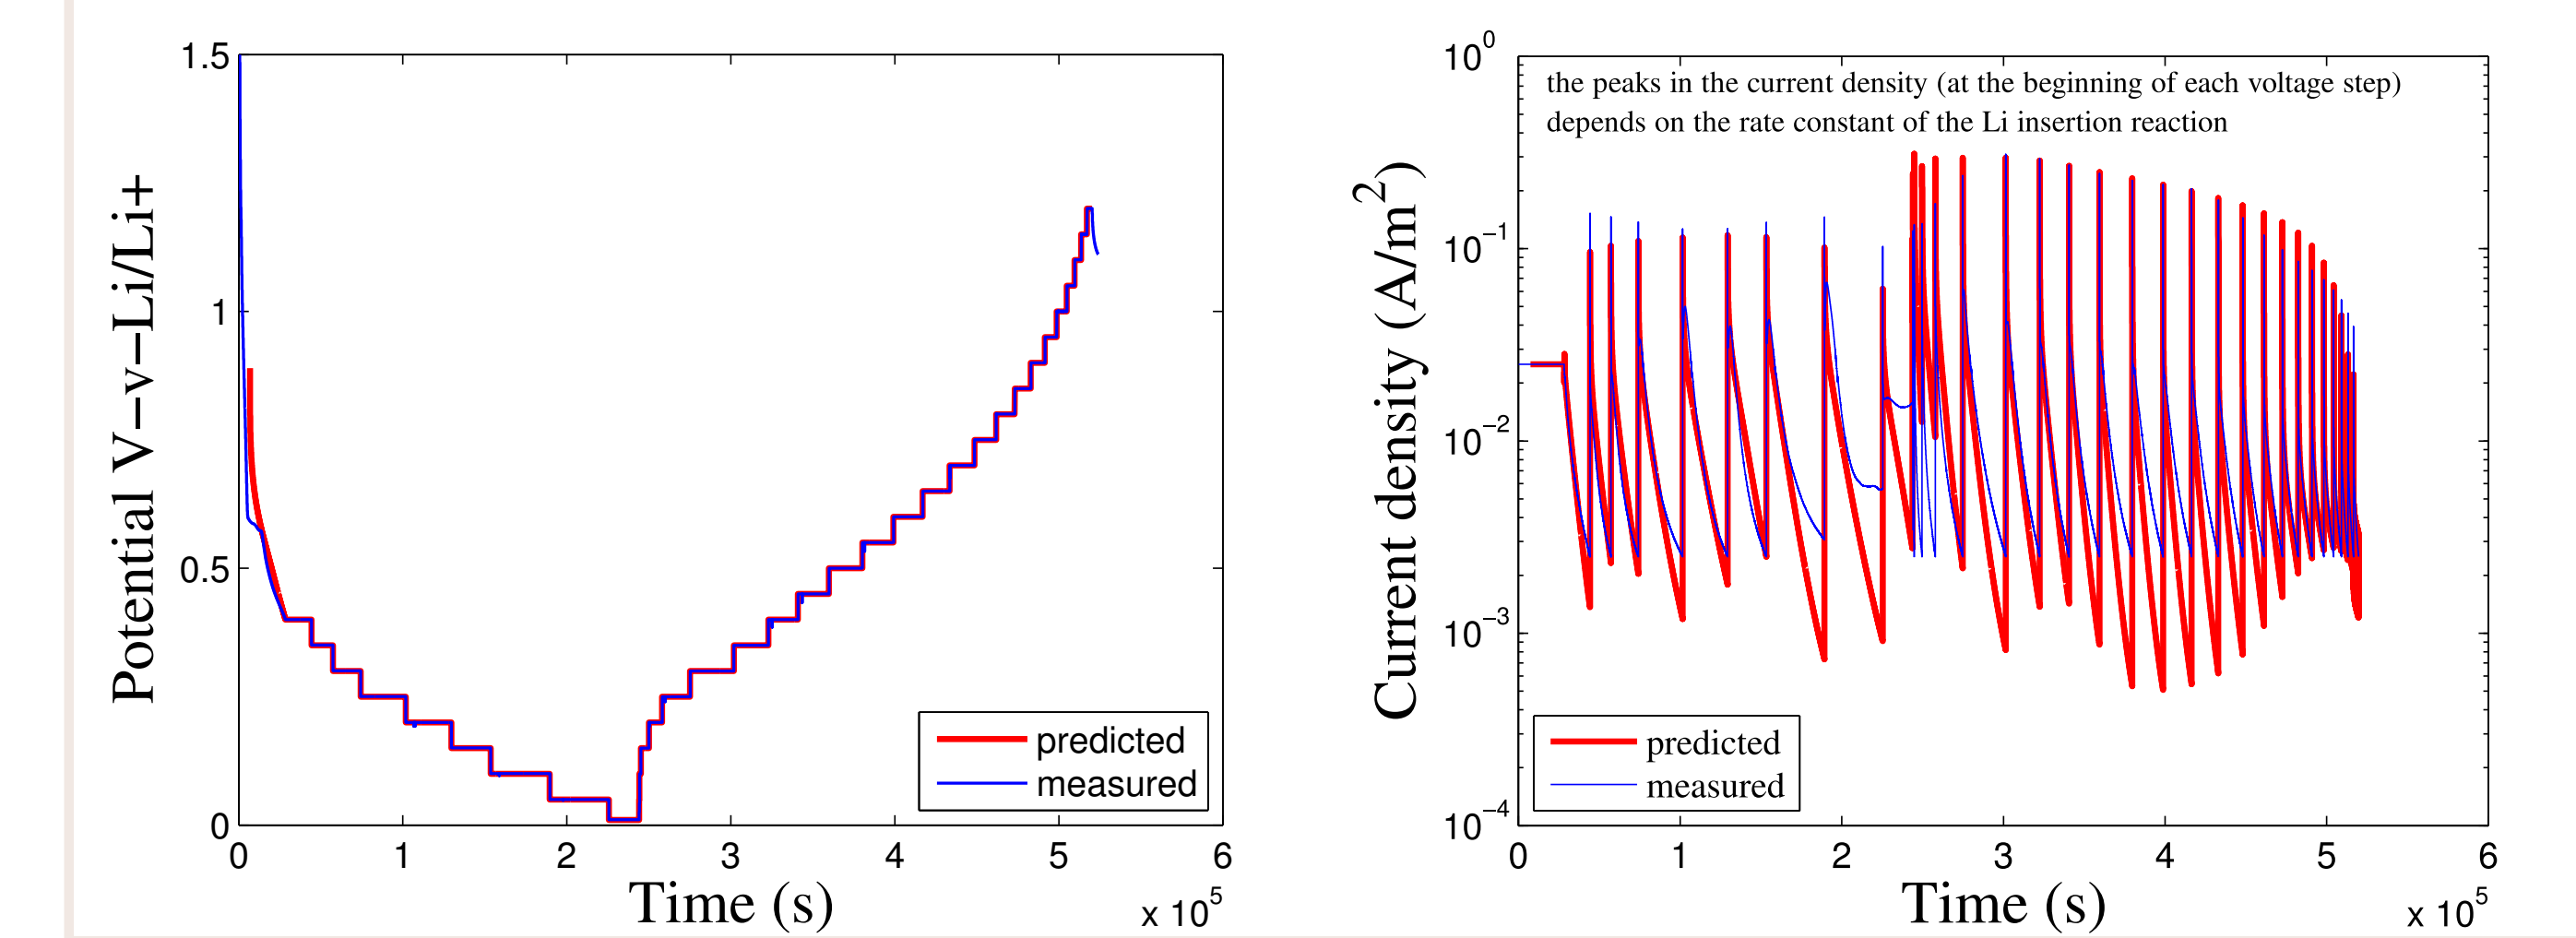 1.5
1
0.5
0
0 1 2 3 4 5 6
x 10^5
Time (s)
Potential V−v−Li/Li+
predicted
measured
10^0
10^−1
10^−2
10^−3
10^−4
the peaks in the current density (at the beginning of each voltage step)
depends on the rate constant of the Li insertion reaction
Current density (A/m^2)
predicted
measured
0 1 2 3 4 5 6
x 10^5
Time (s)